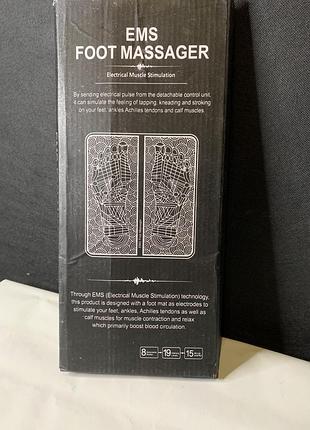 EMS
FOOT MASSAGER
Electrical Muscle Stimulation
By sending electrical pulse from the detachable control unit,
it can simulate the feeling of tapping, kneading and stroking
on your feet, ankles Achilles tendons and calf muscles.
Through EMS (Electrical Muscle Stimulation) technology,
this product is designed with a foot mat as electrodes to
stimulate your feet, ankles, Achilles tendons as well as
calf muscles for muscle contraction and relax
which primarily boost blood circulation.
8 19 15